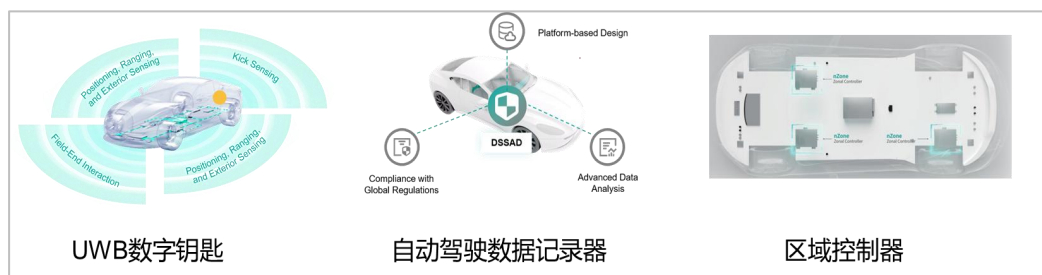 Positioning, Ranging,
and Exterior Sensing
Kick Sensing
Field-End Interaction
Positioning, Ranging,
and Exterior Sensing
UWB数字钥匙
Platform-based Design
DSSAD
Compliance with
Global Regulations
Advanced Data
Analysis
自动驾驶数据记录器
nZone
Zonal Controller
nZone
Zonal Controller
nZone
Zonal Controller
区域控制器